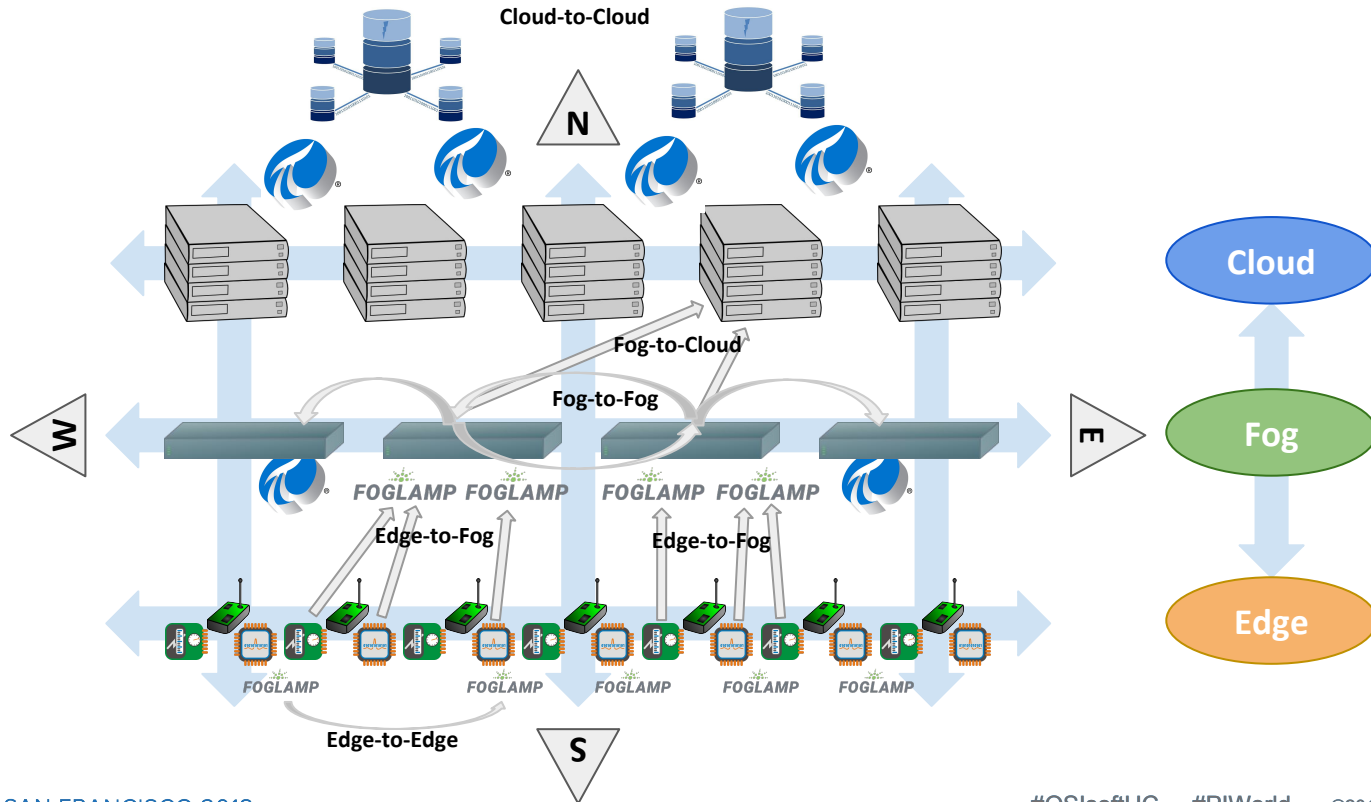 Cloud-to-Cloud
N
®
®
®
®
Cloud
Fog-to-Cloud
Fog-to-Fog
W
E
Fog
®
FOGLAMP
FOGLAMP
FOGLAMP
FOGLAMP
®
Edge-to-Fog
Edge-to-Fog
Edge
FOGLAMP
FOGLAMP
FOGLAMP
FOGLAMP
FOGLAMP
Edge-to-Edge
S